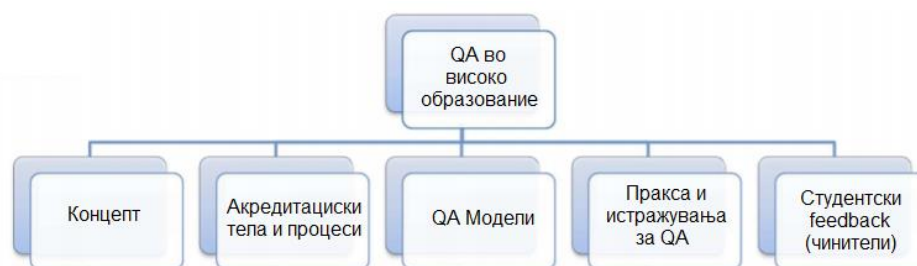 QA во
високо
образование
Концепт
Акредитациски
тела и процеси
QA Модели
Пракса и
истражувања
за QA
Студентски
feedback
(чинители)